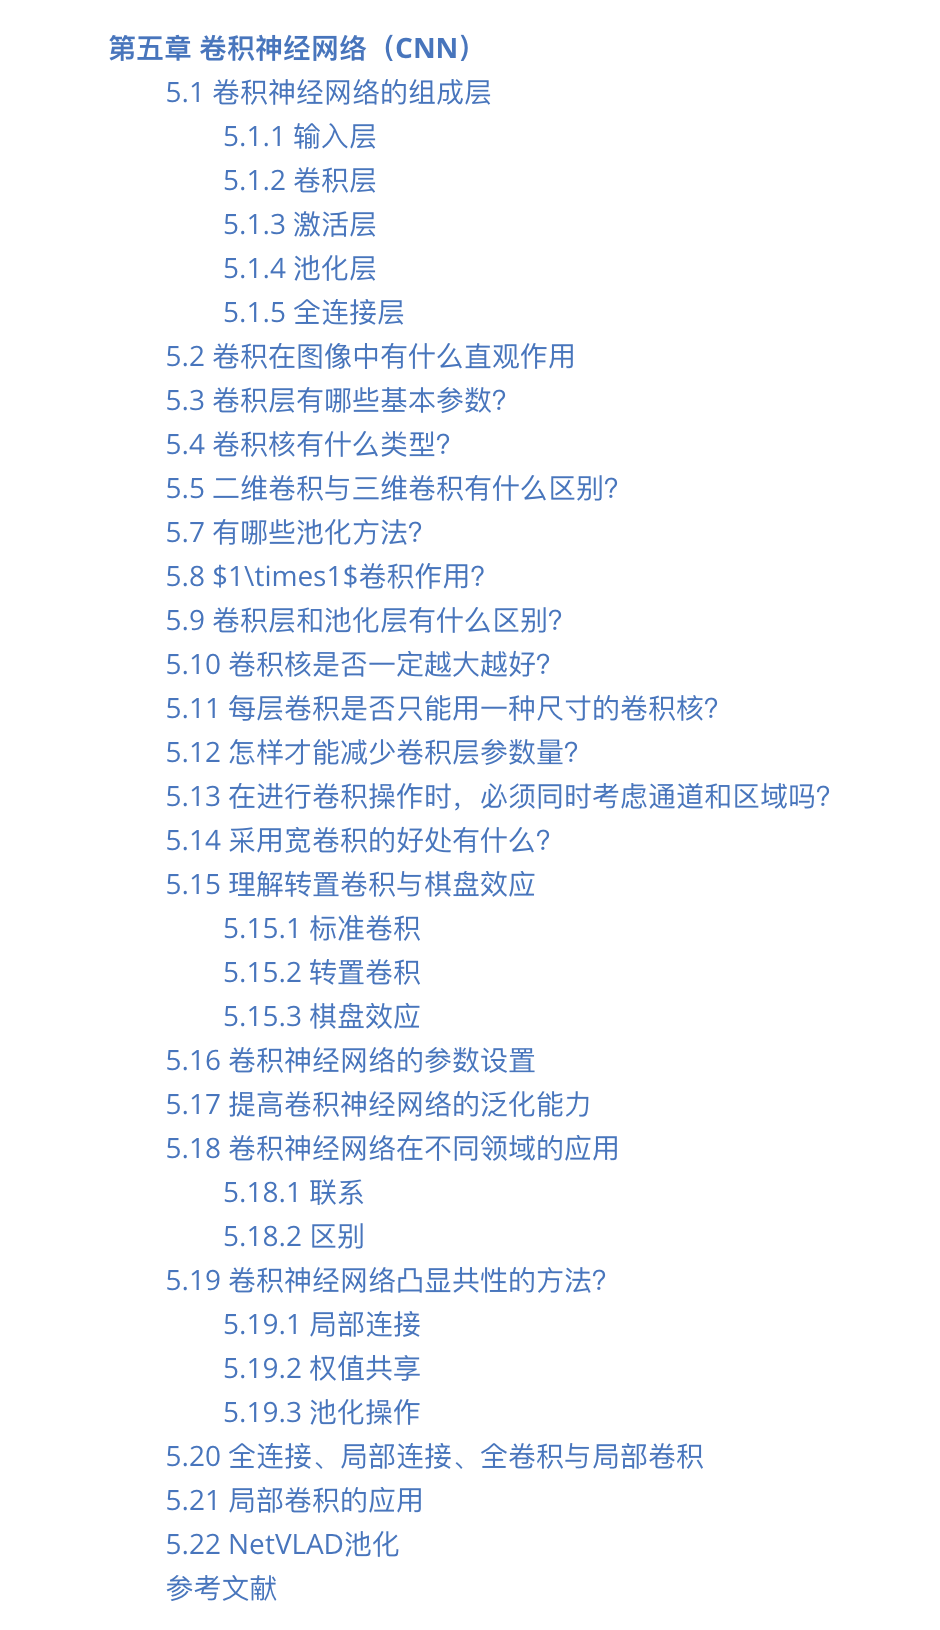 第五章 卷积神经网络（CNN）
5.1 卷积神经网络的组成层
5.1.1 输入层
5.1.2 卷积层
5.1.3 激活层
5.1.4 池化层
5.1.5 全连接层
5.2 卷积在图像中有什么直观作用
5.3 卷积层有哪些基本参数?
5.4 卷积核有什么类型?
5.5 二维卷积与三维卷积有什么区别?
5.7 有哪些池化方法?
5.8 $1\times1$卷积作用?
5.9 卷积层和池化层有什么区别?
5.10 卷积核是否一定越大越好?
5.11 每层卷积是否只能用一种尺寸的卷积核?
5.12 怎样才能减少卷积层参数量?
5.13 在进行卷积操作时，必须同时考虑通道和区域吗?
5.14 采用宽卷积的好处有什么?
5.15 理解转置卷积与棋盘效应
5.15.1 标准卷积
5.15.2 转置卷积
5.15.3 棋盘效应
5.16 卷积神经网络的参数设置
5.17 提高卷积神经网络的泛化能力
5.18 卷积神经网络在不同领域的应用
5.18.1 联系
5.18.2 区别
5.19 卷积神经网络凸显共性的方法?
5.19.1 局部连接
5.19.2 权值共享
5.19.3 池化操作
5.20 全连接、局部连接、全卷积与局部卷积
5.21 局部卷积的应用
5.22 NetVLAD池化
参考文献